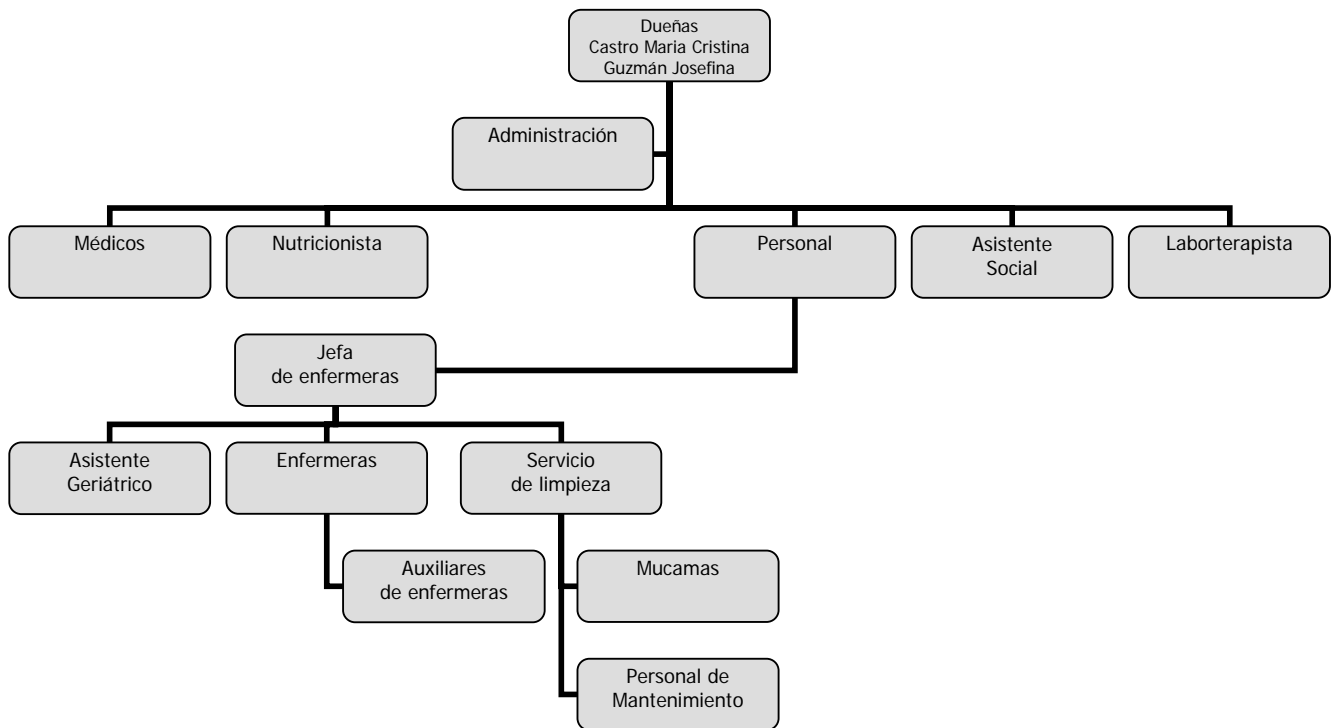 Dueñas
Castro Maria Cristina
Guzmán Josefina
Administración
Médicos
Nutricionista
Personal
Asistente
Social
Laborterapista
Jefa
de enfermeras
Asistente
Geriátrico
Enfermeras
Servicio
de limpieza
Auxiliares
de enfermeras
Mucamas
Personal de
Mantenimiento